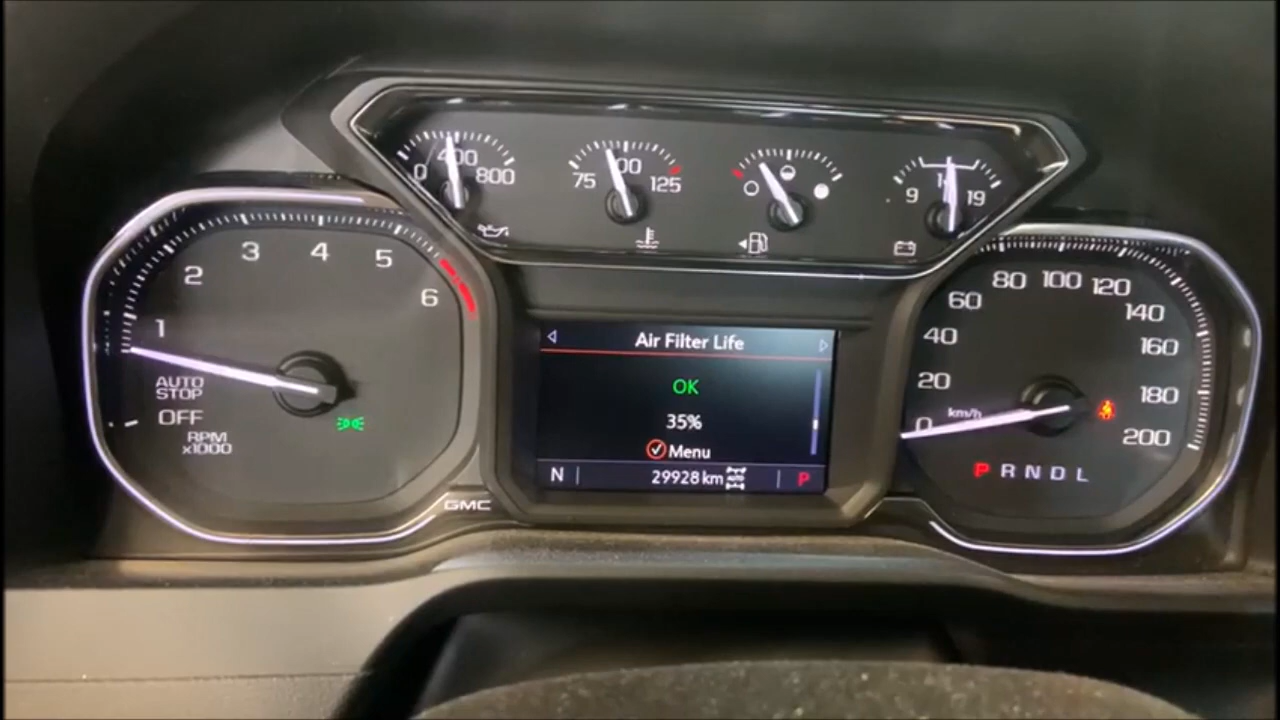 0 400 800
75 100 125
9 14 19
1 2 3 4 5 6
AUTO
STOP
OFF
RPM
x1000
GMC
Air Filter Life
OK
35%
Menu
N 29928 km AUTO P
0 20 40 60 80 100 120 140 160 180 200
km/h
P R N D L